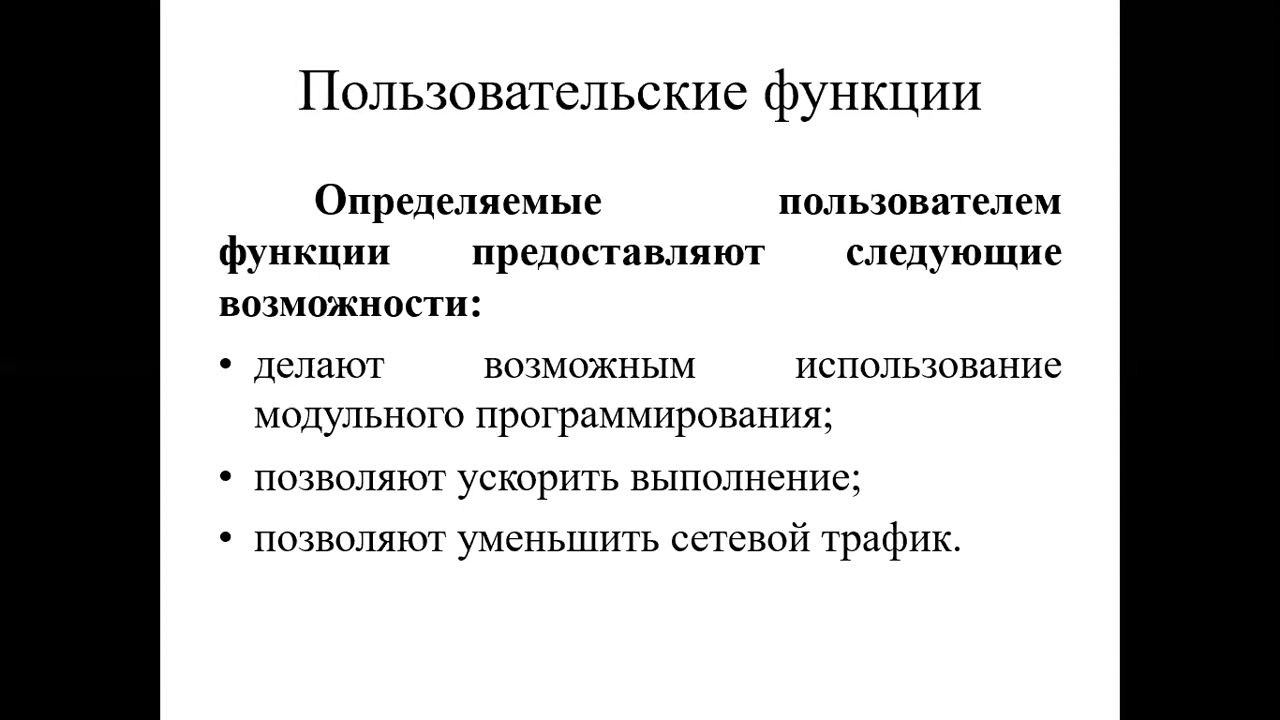 Пользовательские функции
Определяемые пользователем
функции предоставляют следующие
возможности:
• делают возможным использование
модульного программирования;
• позволяют ускорить выполнение;
• позволяют уменьшить сетевой трафик.